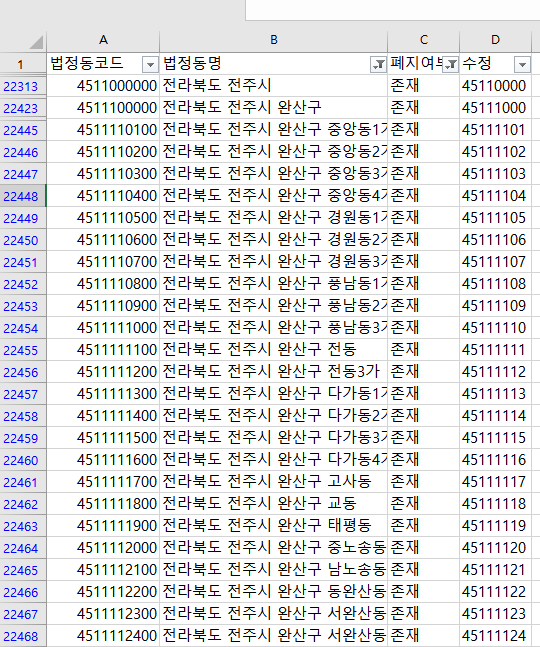 A B C D
1 법정동코드 법정동명 폐지여부 수정
22313 4511000000 전라북도 전주시 존재 45110000
22423 4511100000 전라북도 전주시 완산구 존재 45111000
22445 4511110100 전라북도 전주시 완산구 중앙동1가 존재 45111101
22446 4511110200 전라북도 전주시 완산구 중앙동2가 존재 45111102
22447 4511110300 전라북도 전주시 완산구 중앙동3가 존재 45111103
22448 4511110400 전라북도 전주시 완산구 중앙동4가 존재 45111104
22449 4511110500 전라북도 전주시 완산구 경원동1가 존재 45111105
22450 4511110600 전라북도 전주시 완산구 경원동2가 존재 45111106
22451 4511110700 전라북도 전주시 완산구 경원동3가 존재 45111107
22452 4511110800 전라북도 전주시 완산구 풍남동1가 존재 45111108
22453 4511110900 전라북도 전주시 완산구 풍남동2가 존재 45111109
22454 4511111000 전라북도 전주시 완산구 풍남동3가 존재 45111110
22455 4511111100 전라북도 전주시 완산구 전동 존재 45111111
22456 4511111200 전라북도 전주시 완산구 전동3가 존재 45111112
22457 4511111300 전라북도 전주시 완산구 다가동1가 존재 45111113
22458 4511111400 전라북도 전주시 완산구 다가동2가 존재 45111114
22459 4511111500 전라북도 전주시 완산구 다가동3가 존재 45111115
22460 4511111600 전라북도 전주시 완산구 다가동4가 존재 45111116
22461 4511111700 전라북도 전주시 완산구 고사동 존재 45111117
22462 4511111800 전라북도 전주시 완산구 교동 존재 45111118
22463 4511111900 전라북도 전주시 완산구 태평동 존재 45111119
22464 4511112000 전라북도 전주시 완산구 중노송동 존재 45111120
22465 4511112100 전라북도 전주시 완산구 남노송동 존재 45111121
22466 4511112200 전라북도 전주시 완산구 동완산동 존재 45111122
22467 4511112300 전라북도 전주시 완산구 서완산동 존재 45111123
22468 4511112400 전라북도 전주시 완산구 서완산동 존재 45111124